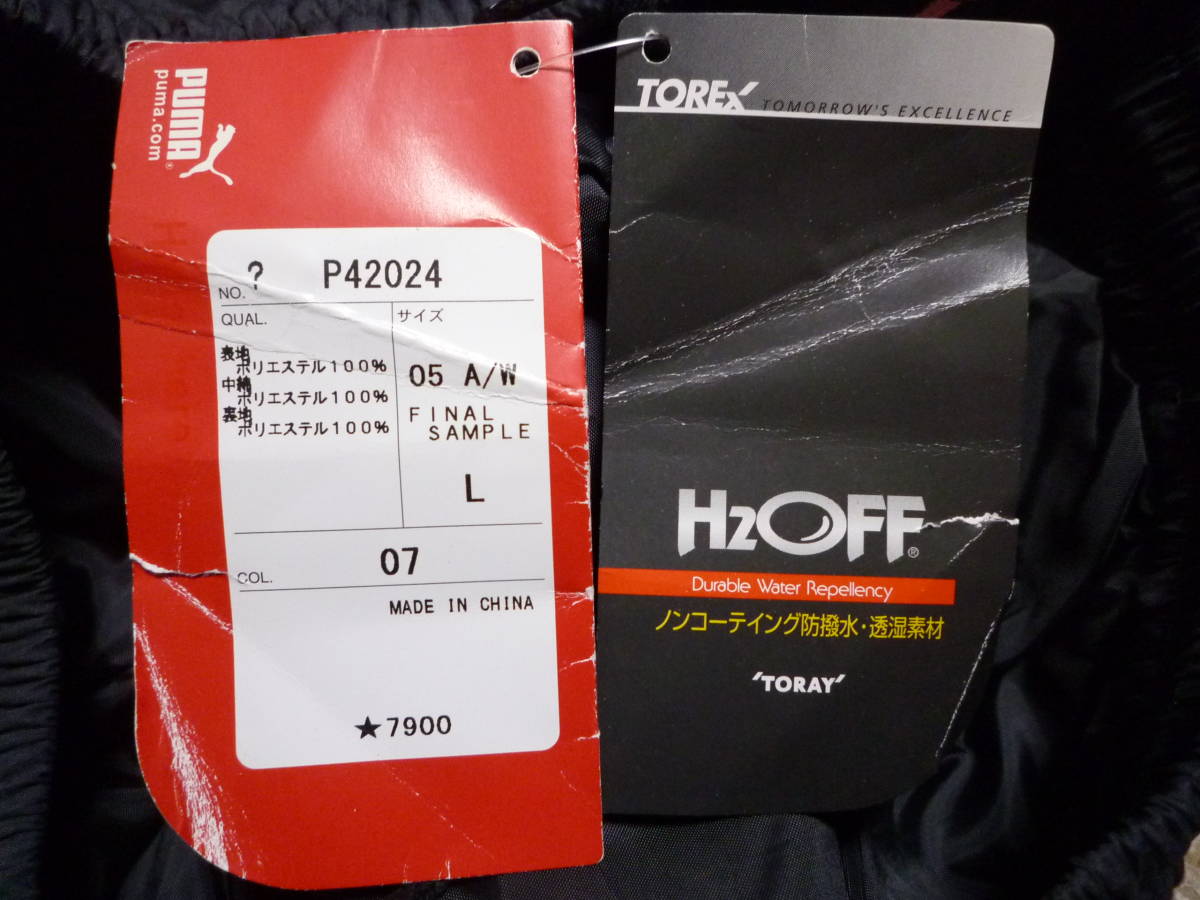 PUMA®
puma.com
NO. ? P42024
QUAL.
サイズ
表地
ポリエステル100%
中綿
ポリエステル100%
裏地
ポリエステル100%
05 A/W
FINAL
SAMPLE
L
COL. 07
MADE IN CHINA
★7900
TOREX TOMORROW'S EXCELLENCE
H2OFF®
Durable Water Repellency
ノンコーテイング防撥水・透湿素材
'TORAY'